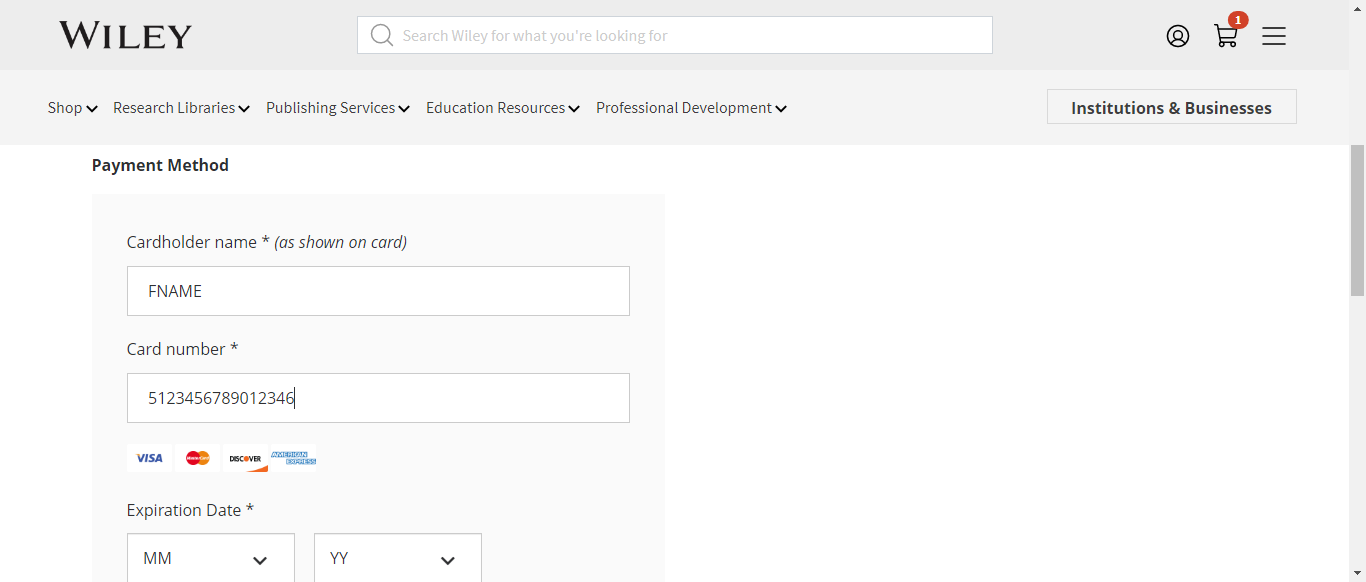 WILEY
Search Wiley for what you're looking for
1
Shop Research Libraries Publishing Services Education Resources Professional Development
Institutions & Businesses
Payment Method
Cardholder name * (as shown on card)
FNAME
Card number *
5123456789012346
VISA MasterCard DISCOVER AMERICAN EXPRESS
Expiration Date *
MM YY